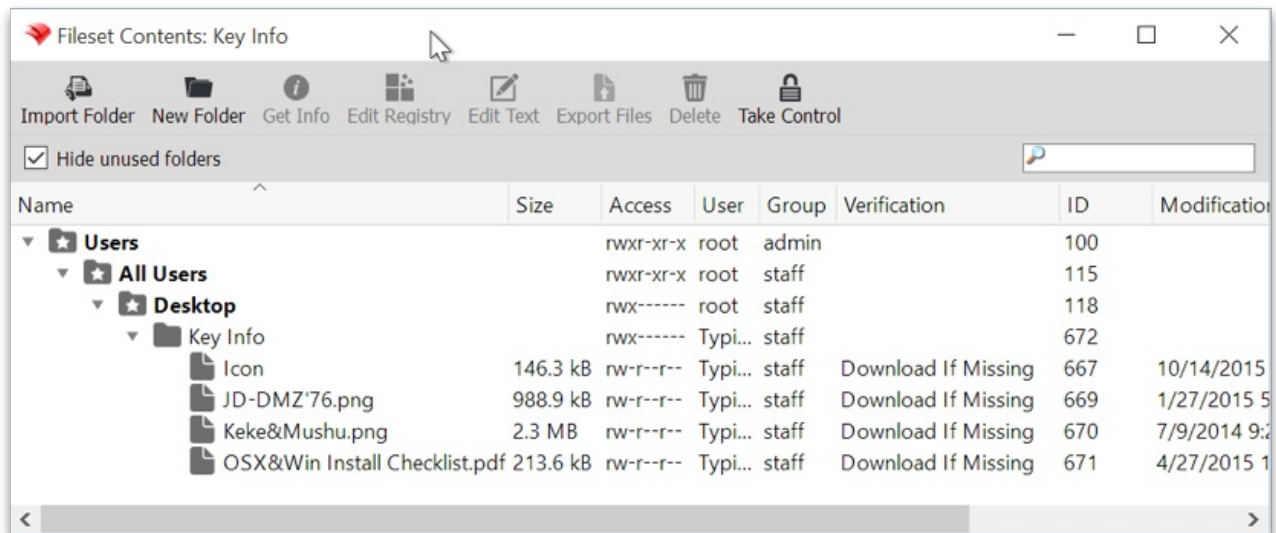 Fileset Contents: Key Info
Import Folder New Folder Get Info Edit Registry Edit Text Export Files Delete Take Control
Hide unused folders
Name Size Access User Group Verification ID Modification
Users rwxr-xr-x root admin 100
All Users rwxr-xr-x root staff 115
Desktop rwx------ root staff 118
Key Info rwx------ Typi... staff 672
Icon 146.3 kB rw-r--r-- Typi... staff Download If Missing 667 10/14/2015
JD-DMZ'76.png 988.9 kB rw-r--r-- Typi... staff Download If Missing 669 1/27/2015 5
Keke&Mushu.png 2.3 MB rw-r--r-- Typi... staff Download If Missing 670 7/9/2014 9:2
OSX&Win Install Checklist.pdf 213.6 kB rw-r--r-- Typi... staff Download If Missing 671 4/27/2015 1